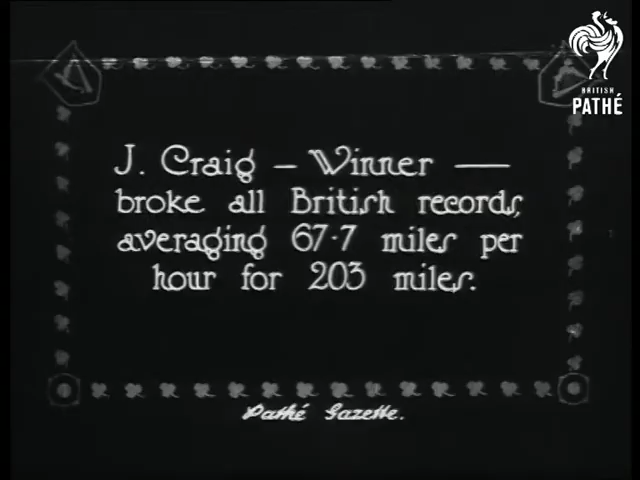 BRITISH
PATHÉ
J. Craig – Winner —
broke all British records,
averaging 67·7 miles per
hour for 203 miles.
Pathé Gazette.